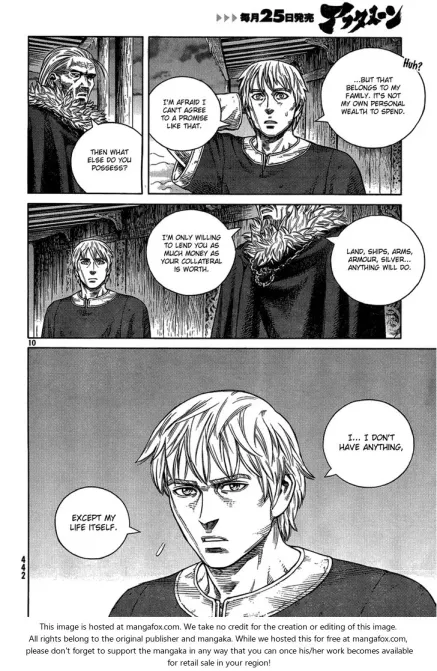 ▶▶▶ 毎月25日発売 アフタヌーン
Huh?
...BUT THAT
BELONGS TO MY
FAMILY. IT'S NOT
MY OWN PERSONAL
WEALTH TO SPEND.
I'M AFRAID I
CAN'T AGREE
TO A PROMISE
LIKE THAT.
THEN WHAT
ELSE DO YOU
POSSESS?
I'M ONLY WILLING
TO LEND YOU AS
MUCH MONEY AS
YOUR COLLATERAL
IS WORTH.
LAND, SHIPS, ARMS,
ARMOUR, SILVER...
ANYTHING WILL DO.
10
I... I DON'T
HAVE ANYTHING,
EXCEPT MY
LIFE ITSELF.
442
This image is hosted at mangafox.com. We take no credit for the creation or editing of this image.
All rights belong to the original publisher and mangaka. While we hosted this for free at mangafox.com,
please don't forget to support the mangaka in any way that you can once his/her work becomes available
for retail sale in your region!